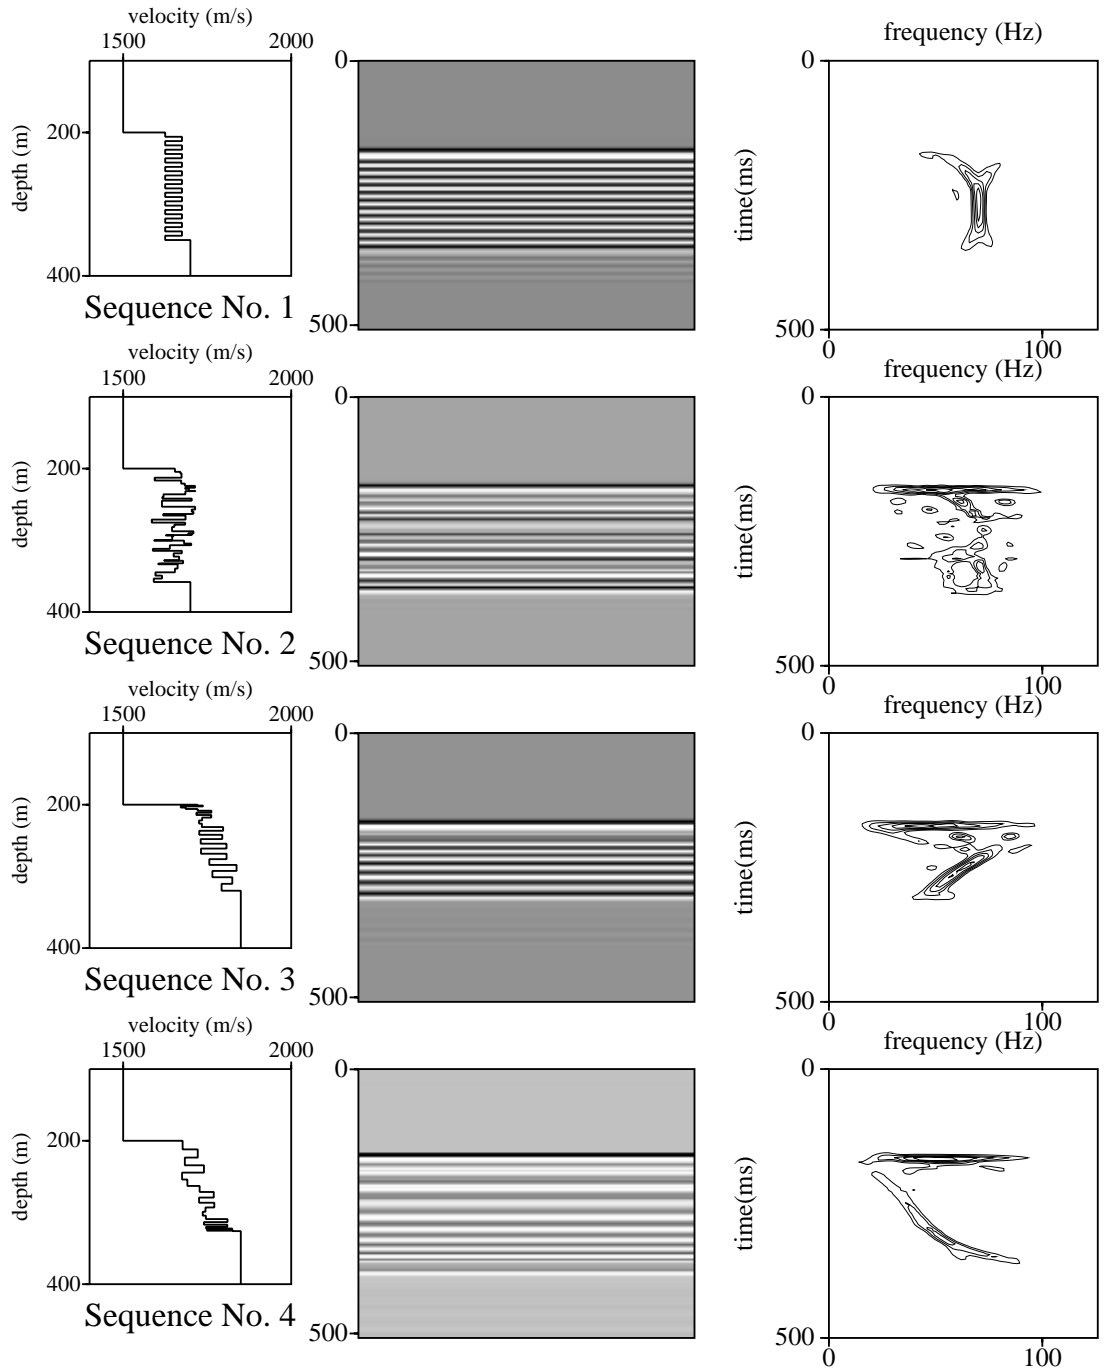 velocity (m/s)
1500 2000
depth (m)
200
400
Sequence No. 1
0
500
frequency (Hz)
time(ms)
0
500
0 100
velocity (m/s)
1500 2000
depth (m)
200
400
Sequence No. 2
0
500
frequency (Hz)
time(ms)
0
500
0 100
velocity (m/s)
1500 2000
depth (m)
200
400
Sequence No. 3
0
500
frequency (Hz)
time(ms)
0
500
0 100
velocity (m/s)
1500 2000
depth (m)
200
400
Sequence No. 4
0
500
frequency (Hz)
time(ms)
0
500
0 100